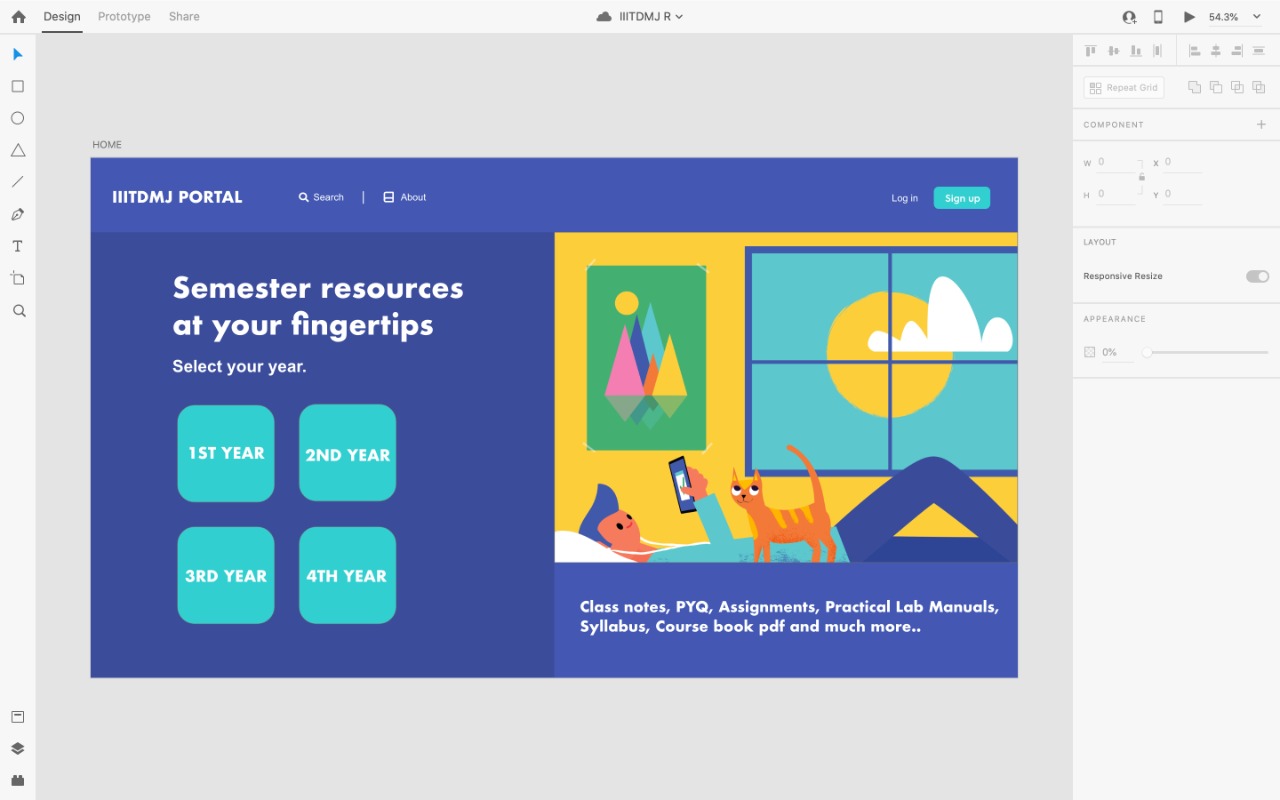 Design Prototype Share IIITDMJ R 54.3%
Repeat Grid
COMPONENT
HOME
W 0 X 0
H 0 Y 0
IIITDMJ PORTAL Search | About Log in Sign up
LAYOUT
Responsive Resize
Semester resources
at your fingertips
APPEARANCE
0%
Select your year.
1ST YEAR 2ND YEAR
3RD YEAR 4TH YEAR
Class notes, PYQ, Assignments, Practical Lab Manuals,
Syllabus, Course book pdf and much more..